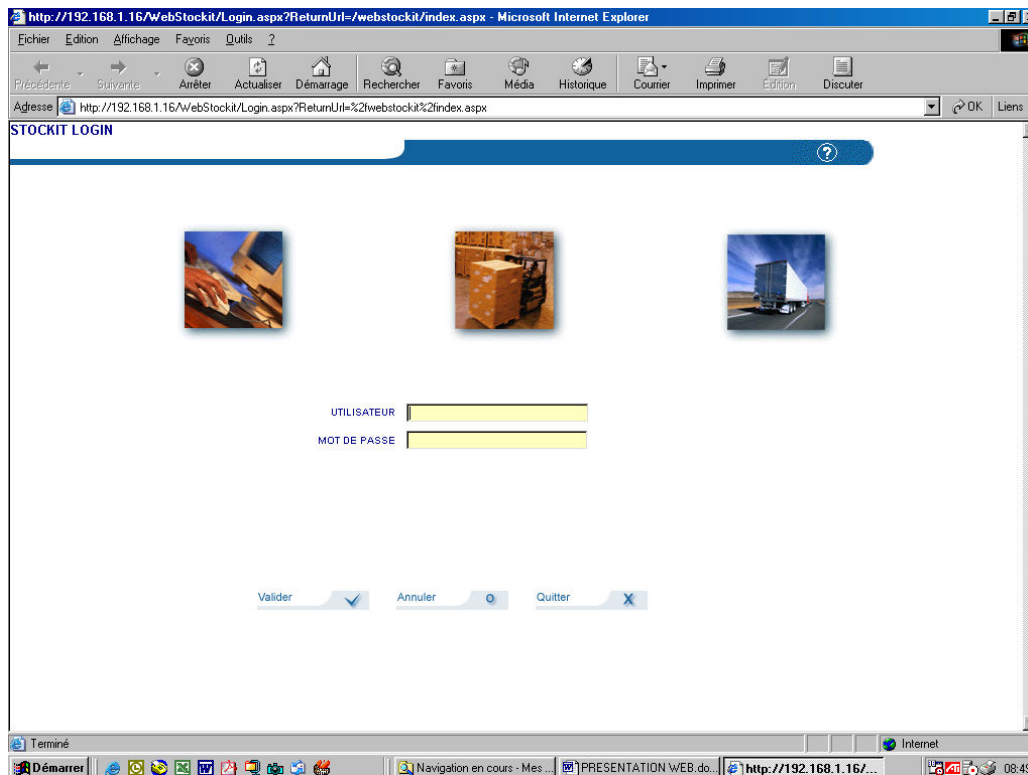 http://192.168.1.16/WebStockit/Login.aspx?ReturnUrl=/webstockit/index.aspx - Microsoft Internet Explorer
Fichier Edition Affichage Favoris Outils ?
Précédente Suivante Arrêter Actualiser Démarrage Rechercher Favoris Média Historique Courrier Imprimer Edition Discuter
Adresse http://192.168.1.16/WebStockit/Login.aspx?ReturnUrl=%2fwebstockit%2findex.aspx OK Liens
STOCKIT LOGIN
?
UTILISATEUR
MOT DE PASSE
Valider Annuler O Quitter X
Terminé Internet
Démarrer Navigation en cours - Mes ... PRESENTATION WEB.do... http://192.168.1.16/... 08:45